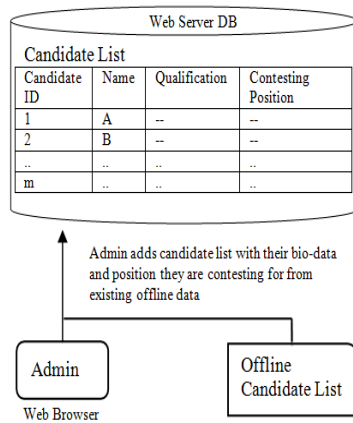 Web Server DB
Candidate List
Candidate ID Name Qualification Contesting Position
1 A -- --
2 B -- --
.. .. .. ..
m .. .. ..
Admin adds candidate list with their bio-data
and position they are contesting for from
existing offline data
Admin
Offline
Candidate List
Web Browser